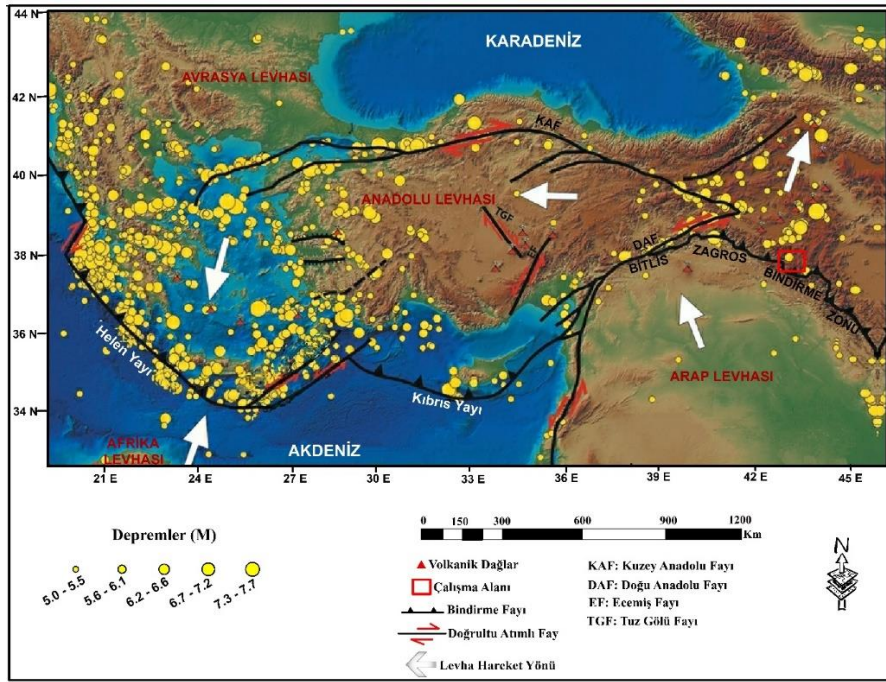 KARADENİZ
AVRASYA LEVHASI
42 N
KAF
40 N
ANADOLU LEVHASI
TGF
38 N
DAF
BİTLİS
ZAGROS
BİNDİRME
ZONU
36 N
Helen Yayı
ARAP LEVHASI
34 N
Kıbrıs Yayı
AFRİKA
LEVHASI
AKDENİZ
21 E 24 E 27 E 30 E 33 E 36 E 39 E 42 E 45 E
Depremler (M)
5.0 - 5.5
5.6 - 6.1
6.2 - 6.6
6.7 - 7.2
7.3 - 7.7
0 150 300 600 900 1200
Km
Volkanik Dağlar
Çalışma Alanı
Bindirme Fayı
Doğrultu Atımlı Fay
Levha Hareket Yönü
KAF: Kuzey Anadolu Fayı
DAF: Doğu Anadolu Fayı
EF: Ecemiş Fayı
TGF: Tuz Gölü Fayı
N